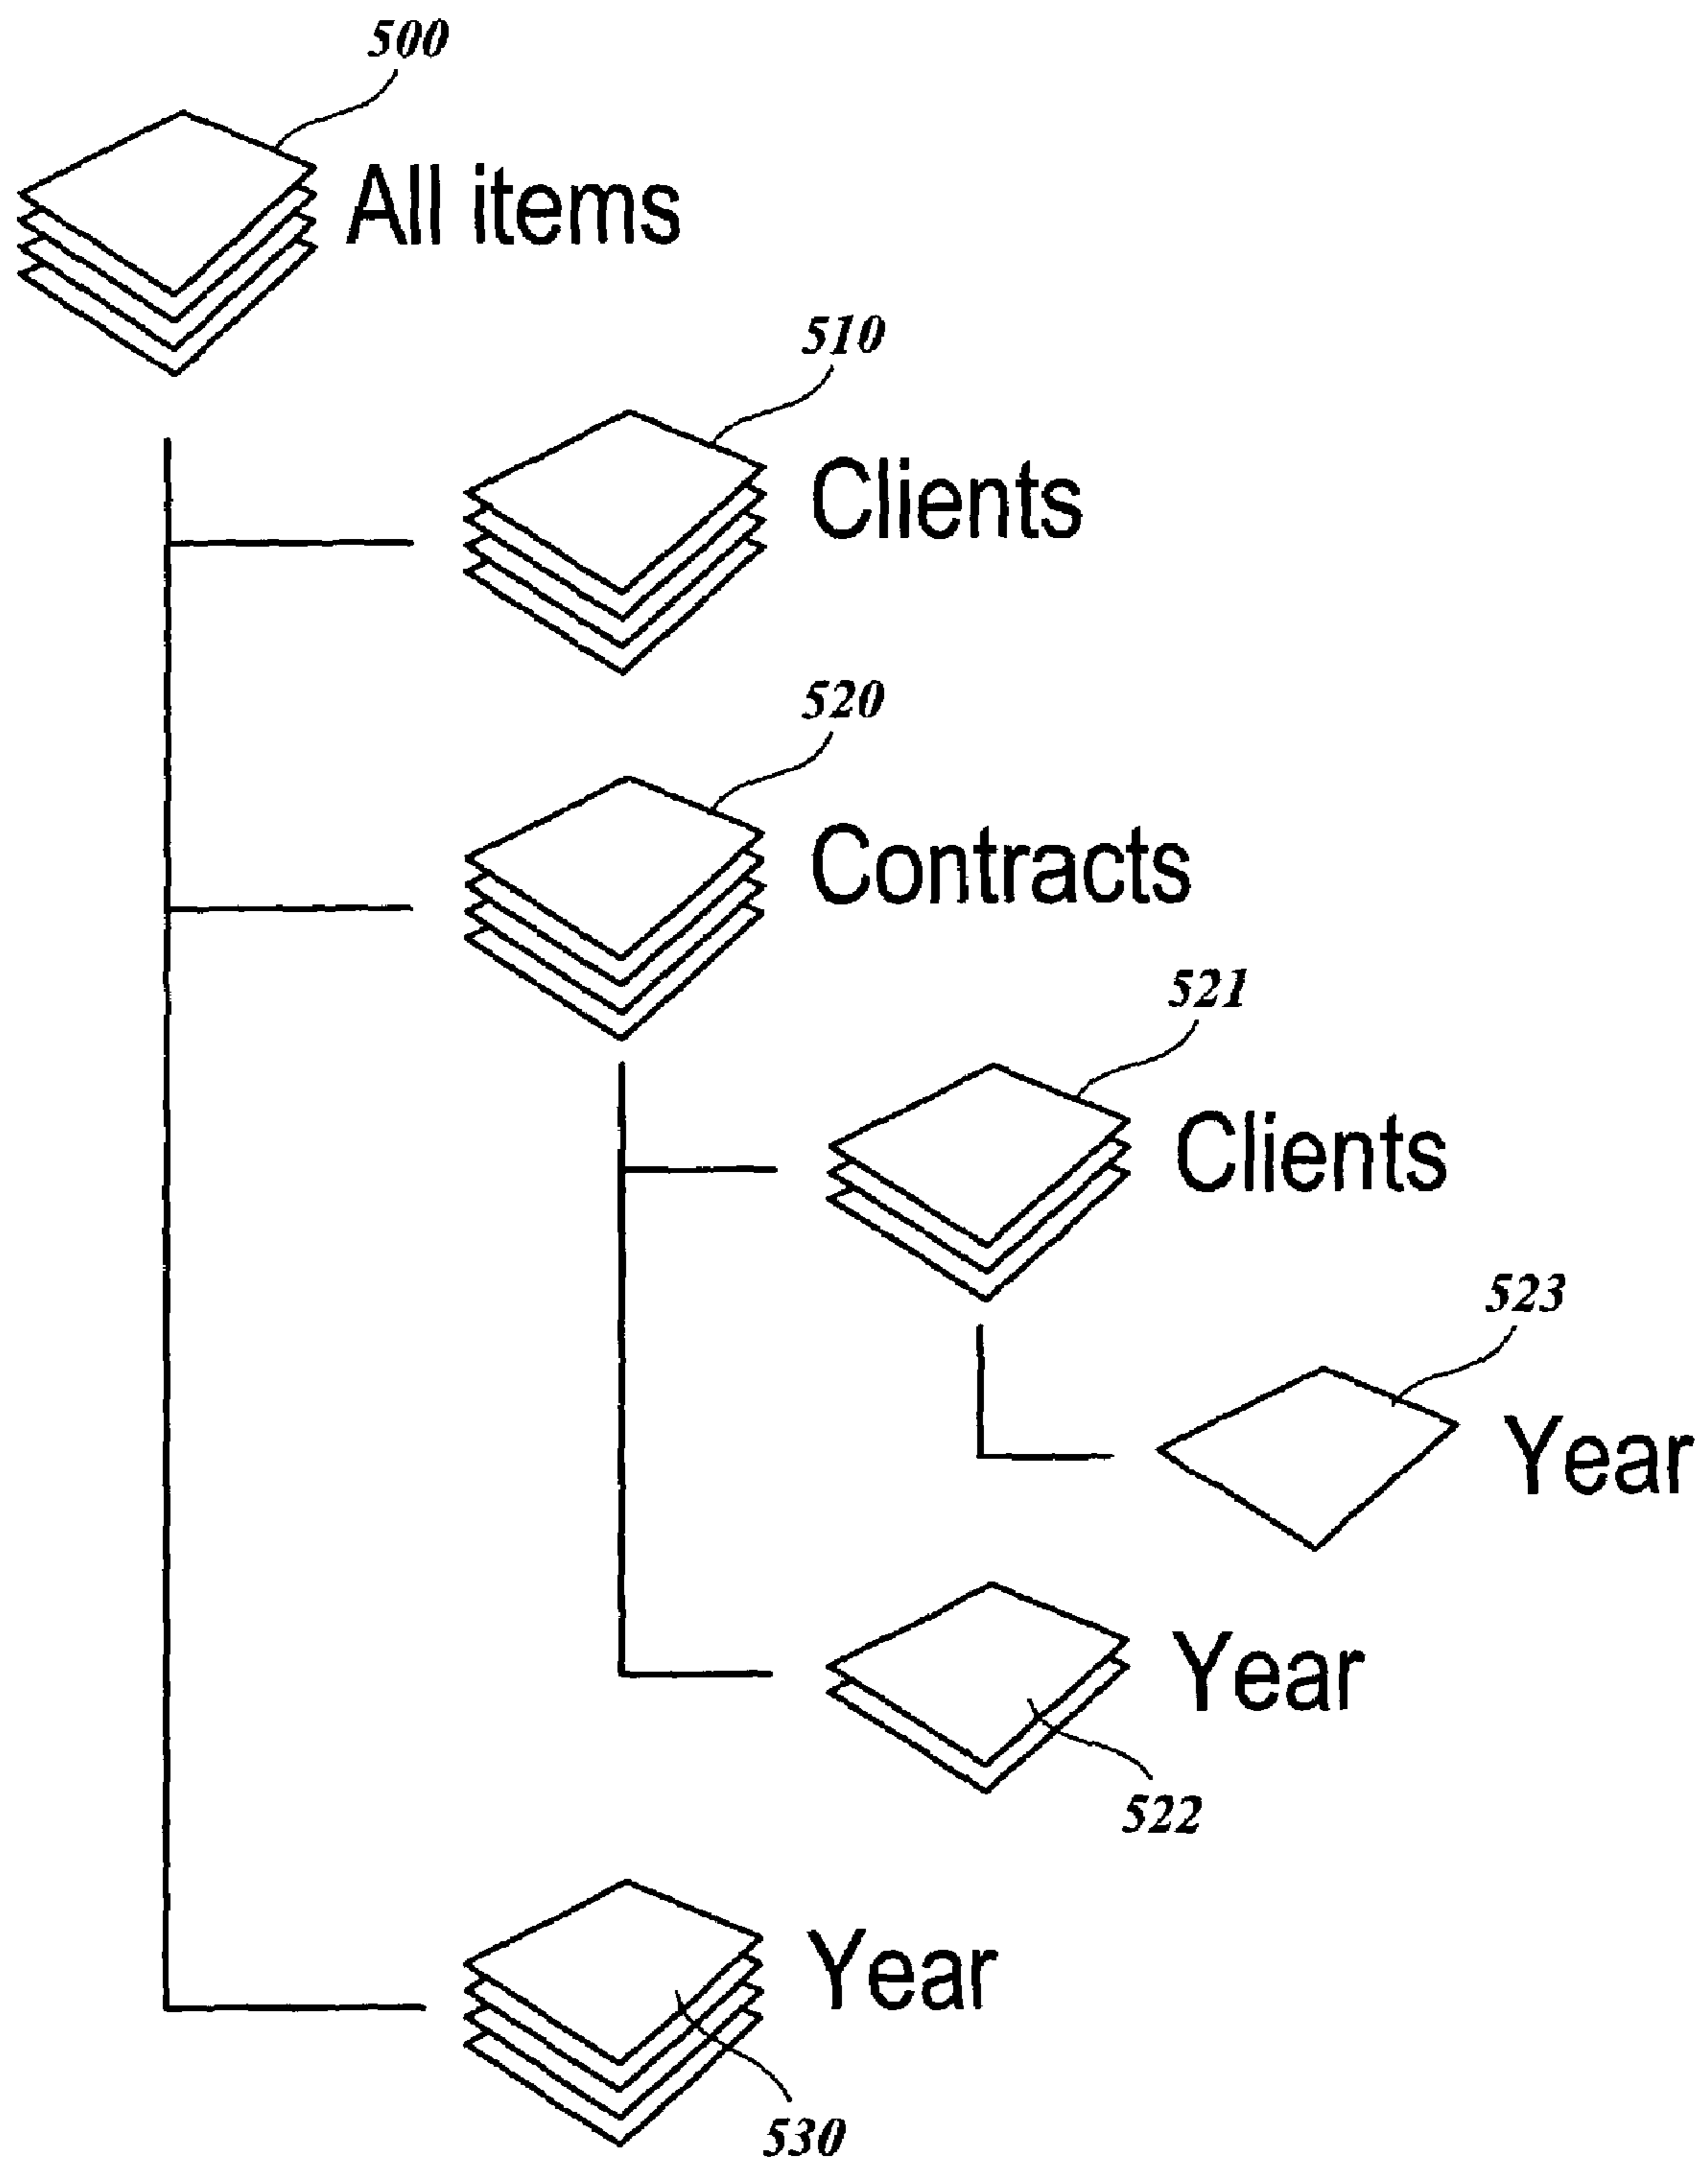 500
All items
510
Clients
520
Contracts
521
Clients
523
Year
Year
522
Year
530